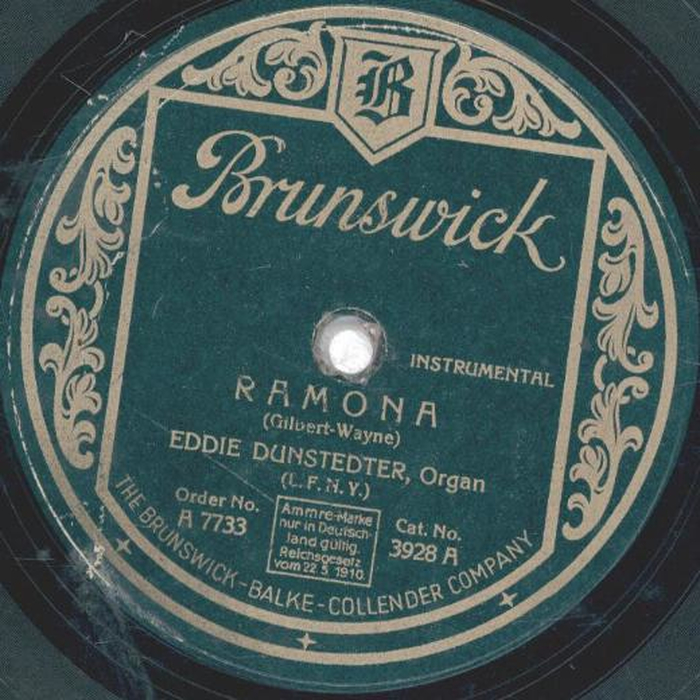 B
Brunswick
INSTRUMENTAL
RAMONA
(Gilbert-Wayne)
EDDIE DUNSTEDTER, Organ
(L.F.N.Y.)
Order No.
A 7733
Ammre-Marke
nur in Deutsch-
land gültig.
Reichsgesetz
vom 22.5.1910.
Cat. No.
3928 A
THE BRUNSWICK-BALKE-COLLENDER COMPANY.